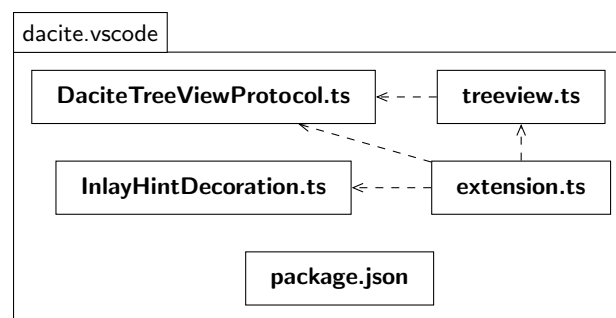 dacite.vscode
DaciteTreeViewProtocol.ts
treeview.ts
InlayHintDecoration.ts
extension.ts
package.json